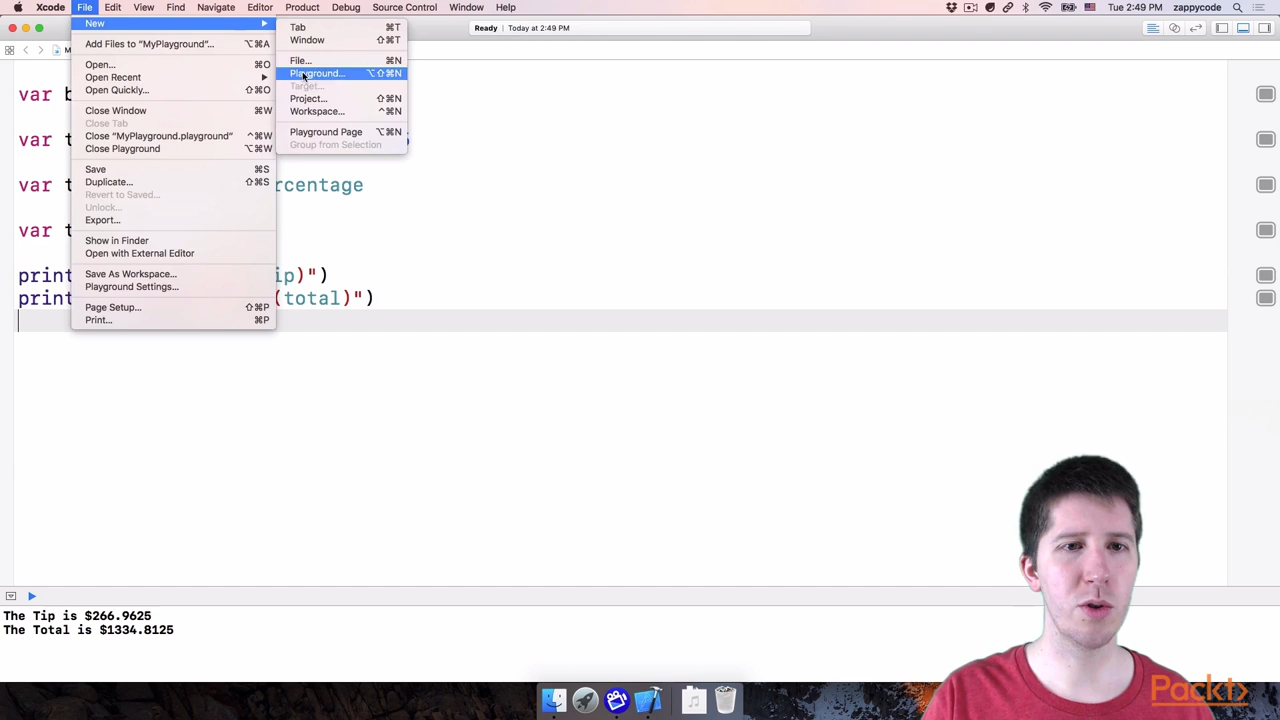 Xcode File Edit View Find Navigate Editor Product Debug Source Control Window Help Tue 2:49 PM zappycode
New
Add Files to “MyPlayground”... ⌥⌘A
Open... ⌘O
Open Recent
Open Quickly... ⇧⌘O
Close Window ⌘W
Close Tab
Close “MyPlayground.playground” ^⌘W
Close Playground ⌥⌘W
Save ⌘S
Duplicate... ⇧⌘S
Revert to Saved...
Unlock...
Export...
Show in Finder
Open with External Editor
Save As Workspace...
Playground Settings...
Page Setup... ⇧⌘P
Print... ⌘P
Tab ⌘T
Window ⇧⌘T
File... ⌘N
Playground... ⌥⇧⌘N
Target...
Project... ⇧⌘N
Workspace... ^⌘N
Playground Page ⌥⌘N
Group from Selection
Ready Today at 2:49 PM
M
var b
var t
var t rcentage
var t
print ip)")
print (total)")
The Tip is $266.9625
The Total is $1334.8125
Packt>